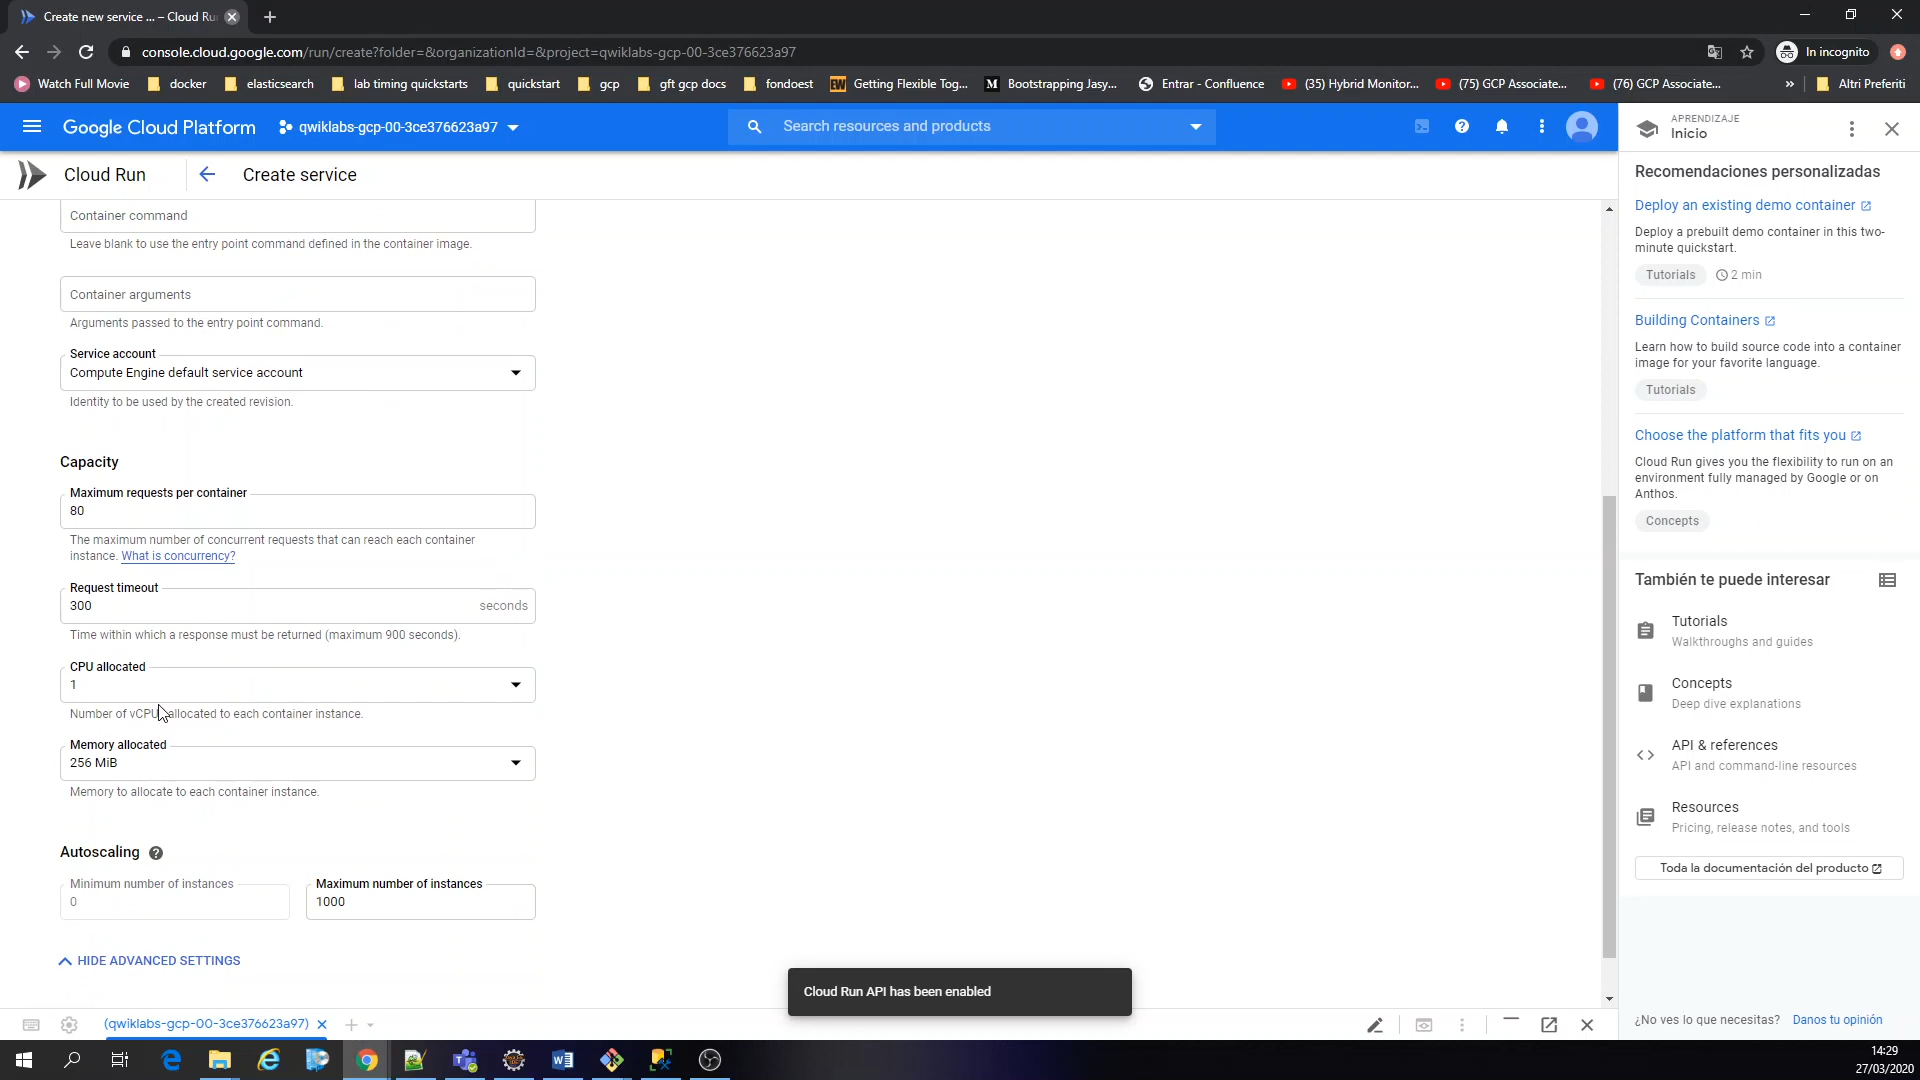 Create new service ... – Cloud Ru
console.cloud.google.com/run/create?folder=&organizationId=&project=qwiklabs-gcp-00-3ce376623a97
In incognito
Watch Full Movie
docker
elasticsearch
lab timing quickstarts
quickstart
gcp
gft gcp docs
fondoest
Getting Flexible Tog...
Bootstrapping Jasy...
Entrar - Confluence
(35) Hybrid Monitor...
(75) GCP Associate...
(76) GCP Associate...
»
Altri Preferiti
Google Cloud Platform
qwiklabs-gcp-00-3ce376623a97
Search resources and products
APRENDIZAJE
Inicio
Cloud Run
Create service
Container command
Leave blank to use the entry point command defined in the container image.
Container arguments
Arguments passed to the entry point command.
Service account
Compute Engine default service account
Identity to be used by the created revision.
Capacity
Maximum requests per container
80
The maximum number of concurrent requests that can reach each container
instance. What is concurrency?
Request timeout
300 seconds
Time within which a response must be returned (maximum 900 seconds).
CPU allocated
1
Number of vCPUs allocated to each container instance.
Memory allocated
256 MiB
Memory to allocate to each container instance.
Autoscaling
Minimum number of instances
0
Maximum number of instances
1000
HIDE ADVANCED SETTINGS
Cloud Run API has been enabled
(qwiklabs-gcp-00-3ce376623a97)
Recomendaciones personalizadas
Deploy an existing demo container
Deploy a prebuilt demo container in this two-
minute quickstart.
Tutorials
2 min
Building Containers
Learn how to build source code into a container
image for your favorite language.
Tutorials
Choose the platform that fits you
Cloud Run gives you the flexibility to run on an
environment fully managed by Google or on
Anthos.
Concepts
También te puede interesar
Tutorials
Walkthroughs and guides
Concepts
Deep dive explanations
API & references
API and command-line resources
Resources
Pricing, release notes, and tools
Toda la documentación del producto
¿No ves lo que necesitas? Danos tu opinión
14:29
27/03/2020